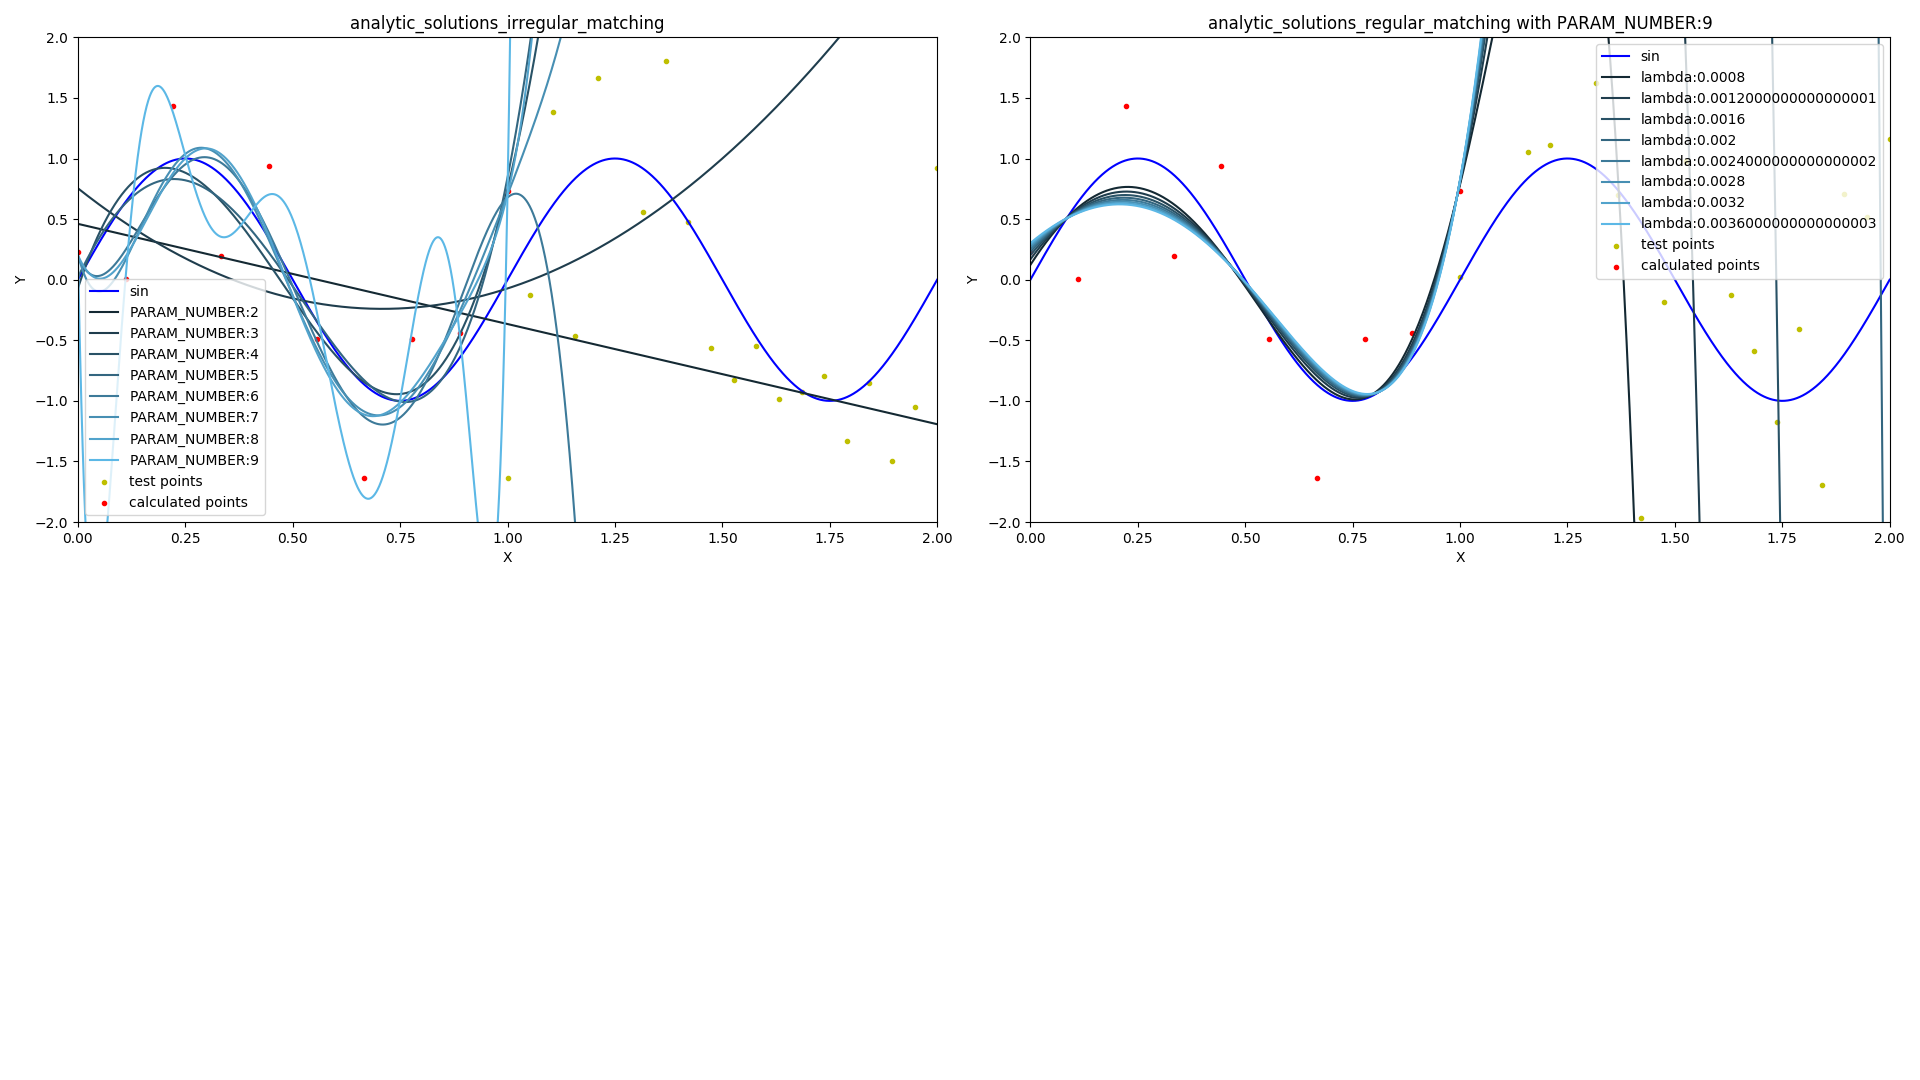 analytic_solutions_irregular_matching
2.0
1.5
1.0
0.5
0.0
−0.5
−1.0
−1.5
−2.0
Y
sin
PARAM_NUMBER:2
PARAM_NUMBER:3
PARAM_NUMBER:4
PARAM_NUMBER:5
PARAM_NUMBER:6
PARAM_NUMBER:7
PARAM_NUMBER:8
PARAM_NUMBER:9
test points
calculated points
0.00 0.25 0.50 0.75 1.00 1.25 1.50 1.75 2.00
X
analytic_solutions_regular_matching with PARAM_NUMBER:9
2.0
1.5
1.0
0.5
0.0
−0.5
−1.0
−1.5
−2.0
Y
sin
lambda:0.0008
lambda:0.0012000000000000001
lambda:0.0016
lambda:0.002
lambda:0.0024000000000000002
lambda:0.0028
lambda:0.0032
lambda:0.0036000000000000003
test points
calculated points
0.00 0.25 0.50 0.75 1.00 1.25 1.50 1.75 2.00
X